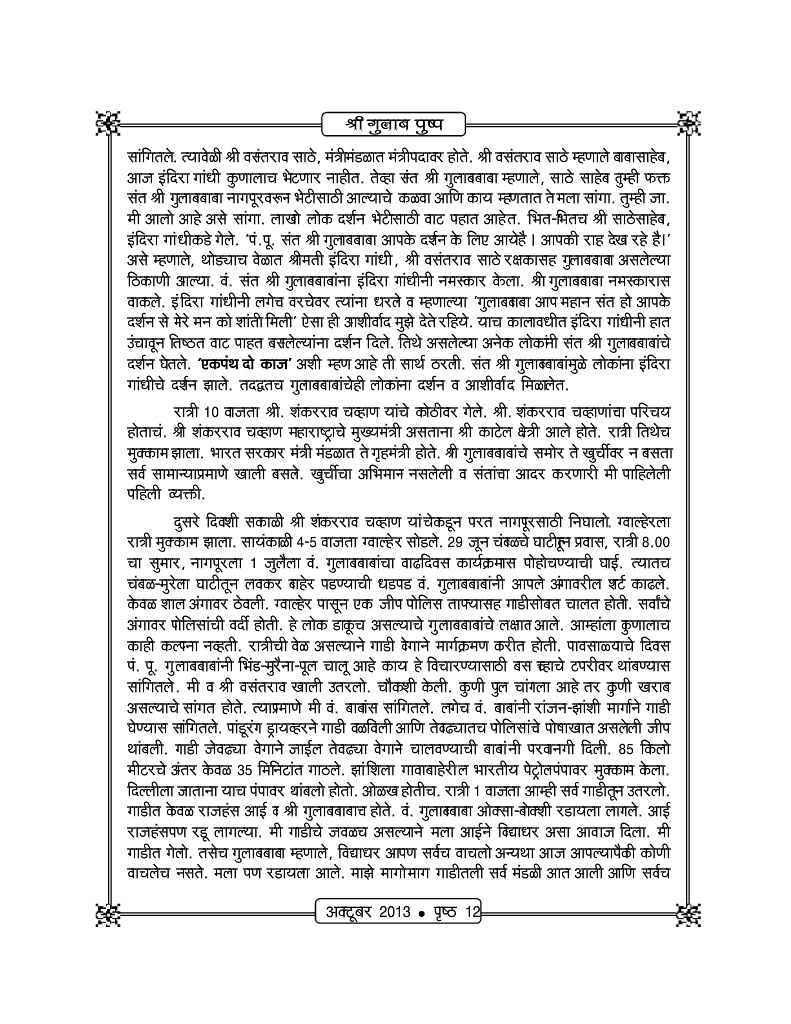 श्री गुलाब पुष्प
सांगितले. त्यावेळी श्री वसंतराव साठे, मंत्रीमंडळात मंत्रीपदावर होते. श्री वसंतराव साठे म्हणाले बाबासाहेब,
आज इंदिरा गांधी कुणालाच भेटणार नाहीत. तेव्हा संत श्री गुलाबबाबा म्हणाले, साठे साहेब तुम्ही फक्त
संत श्री गुलाबबाबा नागपूरवरून भेटीसाठी आल्याचे कळवा आणि काय म्हणतात ते मला सांगा. तुम्ही जा.
मी आलो आहे असे सांगा. लाखो लोक दर्शन भेटीसाठी वाट पहात आहेत. भित-भितच श्री साठेसाहेब,
इंदिरा गांधीकडे गेले. 'पं.पू. संत श्री गुलाबबाबा आपके दर्शन के लिए आयेहै । आपकी राह देख रहे है।'
असे म्हणाले, थोड्याच वेळात श्रीमती इंदिरा गांधी, श्री वसंतराव साठे रक्षकासह गुलाबबाबा असलेल्या
ठिकाणी आल्या. वं. संत श्री गुलाबबाबांना इंदिरा गांधीनी नमस्कार केला. श्री गुलाबबाबा नमस्कारास
वाकले. इंदिरा गांधीनी लगेच वरचेवर त्यांना धरले व म्हणाल्या 'गुलाबबाबा आप महान संत हो आपके
दर्शन से मेरे मन को शांती मिली' ऐसा ही आशीर्वाद मुझे देते रहिये. याच कालावधीत इंदिरा गांधीनी हात
उंचावून तिष्ठत वाट पाहत बसलेल्यांना दर्शन दिले. तिथे असलेल्या अनेक लोकांनी संत श्री गुलाबबाबांचे
दर्शन घेतले. 'एकपंथ दो काज' अशी म्हण आहे ती सार्थ ठरली. संत श्री गुलाबबाबांमुळे लोकांना इंदिरा
गांधीचे दर्शन झाले. तदद्वतच गुलाबबाबांचेही लोकांना दर्शन व आशीर्वाद मिळालेत.
रात्री 10 वाजता श्री. शंकरराव चव्हाण यांचे कोठीवर गेले. श्री. शंकरराव चव्हाणांचा परिचय
होताचं. श्री शंकरराव चव्हाण महाराष्ट्राचे मुख्यमंत्री असताना श्री काटेल क्षेत्री आले होते. रात्री तिथेच
मुक्काम झाला. भारत सरकार मंत्री मंडळात ते गृहमंत्री होते. श्री गुलाबबाबांचे समोर ते खुर्चीवर न बसता
सर्व सामान्याप्रमाणे खाली बसले. खुर्चीचा अभिमान नसलेली व संतांचा आदर करणारी मी पाहिलेली
पहिली व्यक्ती.
दुसरे दिवशी सकाळी श्री शंकरराव चव्हाण यांचेकडून परत नागपूरसाठी निघालो. ग्वाल्हेरला
रात्री मुक्काम झाला. सायंकाळी 4-5 वाजता ग्वाल्हेर सोडले. 29 जून चंबळचे घाटीतून प्रवास, रात्री 8.00
चा सुमार, नागपूरला 1 जुलैला वं. गुलाबबाबांचा वाढदिवस कार्यक्रमास पोहोचण्याची घाई. त्यातच
चंबळ-मुरेला घाटीतून लवकर बाहेर पडण्याची धडपड वं. गुलाबबाबांनी आपले अंगावरील शर्ट काढले.
केवळ शाल अंगावर ठेवली. ग्वाल्हेर पासून एक जीप पोलिस ताफ्यासह गाडीसोबत चालत होती. सर्वांचे
अंगावर पोलिसांची वर्दी होती. हे लोक डाकूच असल्याचे गुलाबबाबांचे लक्षात आले. आम्हांला कुणालाच
काही कल्पना नव्हती. रात्रीची वेळ असल्याने गाडी वेगाने मार्गक्रमण करीत होती. पावसाळ्याचे दिवस
पं. पू. गुलाबबाबांनी भिंड-मुरैना-पूल चालू आहे काय हे विचारण्यासाठी बस चहाचे टपरीवर थांबण्यास
सांगितले. मी व श्री वसंतराव खाली उतरलो. चौकशी केली. कुणी पुल चांगला आहे तर कुणी खराब
असल्याचे सांगत होते. त्याप्रमाणे मी वं. बाबांस सांगितले. लगेच वं. बाबांनी रांजन-झांशी मार्गाने गाडी
घेण्यास सांगितले. पांडूरंग ड्रायव्हरने गाडी वळविली आणि तेवढ्यातच पोलिसांचे पोषाखात असलेली जीप
थांबली. गाडी जेवढ्या वेगाने जाईल तेवढ्या वेगाने चालवण्याची बाबांनी परवानगी दिली. 85 किलो
मीटरचे अंतर केवळ 35 मिनिटांत गाठले. झांशिला गावाबाहेरील भारतीय पेट्रोलपंपावर मुक्काम केला.
दिल्लीला जाताना याच पंपावर थांबलो होतो. ओळख होतीच. रात्री 1 वाजता आम्ही सर्व गाडीतून उतरलो.
गाडीत केवळ राजहंस आई व श्री गुलाबबाबाच होते. वं. गुलाबबाबा ओक्सा-बोक्शी रडायला लागले. आई
राजहंसपण रडू लागल्या. मी गाडीचे जवळच असल्याने मला आईने विद्याधर असा आवाज दिला. मी
गाडीत गेलो. तसेच गुलाबबाबा म्हणाले, विद्याधर आपण सर्वच वाचलो अन्यथा आज आपल्यापैकी कोणी
वाचलेच नसते. मला पण रडायला आले. माझे मागोमाग गाडीतली सर्व मंडळी आत आली आणि सर्वच
अक्टूबर 2013 ● पृष्ठ 12